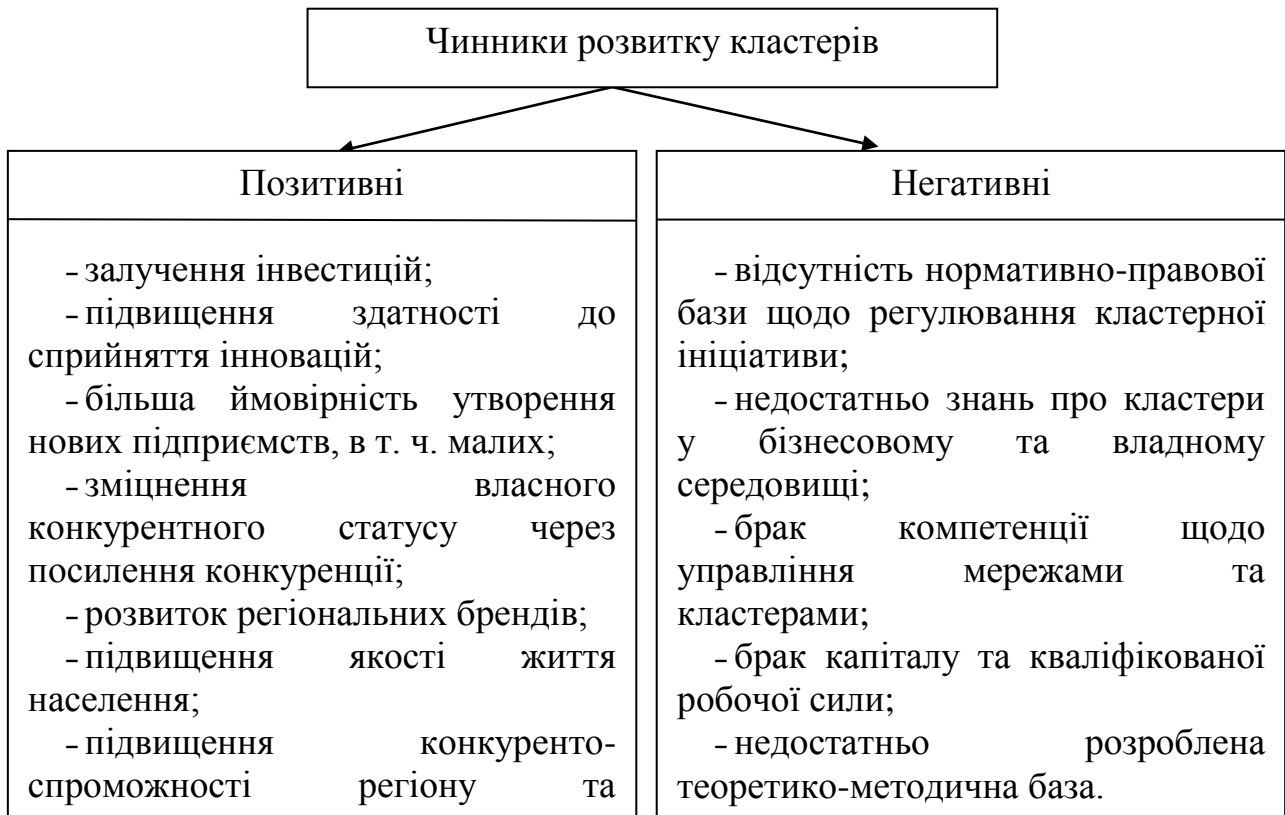 Чинники розвитку кластерів
Позитивні
- залучення інвестицій;
- підвищення здатності до
сприйняття інновацій;
- більша ймовірність утворення
нових підприємств, в т. ч. малих;
- зміцнення власного
конкурентного статусу через
посилення конкуренції;
- розвиток регіональних брендів;
- підвищення якості життя
населення;
- підвищення конкуренто-
спроможності регіону та
Негативні
- відсутність нормативно-правової
бази щодо регулювання кластерної
ініціативи;
- недостатньо знань про кластери
у бізнесовому та владному
середовищі;
- брак компетенції щодо
управління мережами та
кластерами;
- брак капіталу та кваліфікованої
робочої сили;
- недостатньо розроблена
теоретико-методична база.